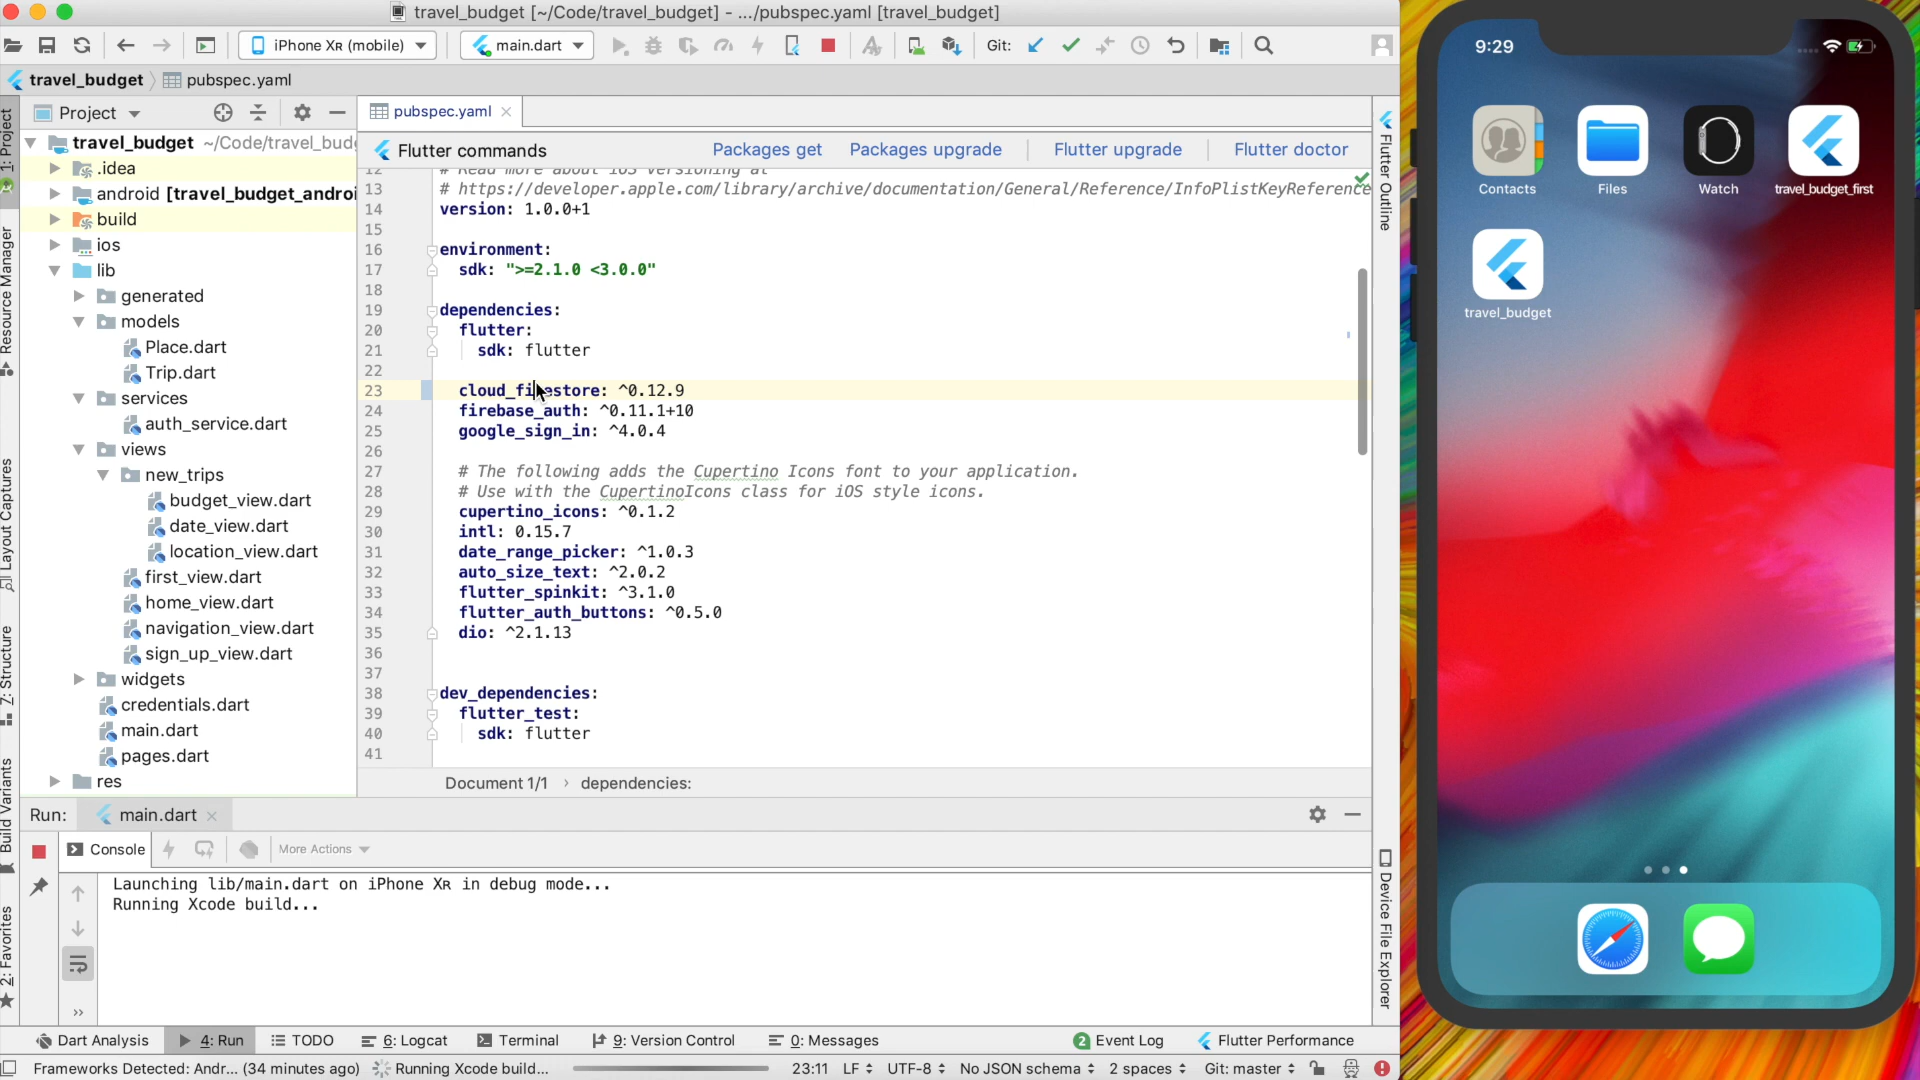 travel_budget [~/Code/travel_budget] - .../pubspec.yaml [travel_budget]
iPhone Xʀ (mobile)
main.dart
Git:
travel_budget
pubspec.yaml
Project
travel_budget ~/Code/travel_budg
.idea
android [travel_budget_androi
build
ios
lib
generated
models
Place.dart
Trip.dart
services
auth_service.dart
views
new_trips
budget_view.dart
date_view.dart
location_view.dart
first_view.dart
home_view.dart
navigation_view.dart
sign_up_view.dart
widgets
credentials.dart
main.dart
pages.dart
res
1: Project
Resource Manager
Layout Captures
Z: Structure
Build Variants
2: Favorites
pubspec.yaml
Flutter commands
Packages get
Packages upgrade
Flutter upgrade
Flutter doctor
12 # Read more about iOS versioning at
13 # https://developer.apple.com/library/archive/documentation/General/Reference/InfoPlistKeyReference
14 version: 1.0.0+1
15
16 environment:
17 sdk: ">=2.1.0 <3.0.0"
18
19 dependencies:
20 flutter:
21 sdk: flutter
22
23 cloud_firestore: ^0.12.9
24 firebase_auth: ^0.11.1+10
25 google_sign_in: ^4.0.4
26
27 # The following adds the Cupertino Icons font to your application.
28 # Use with the CupertinoIcons class for iOS style icons.
29 cupertino_icons: ^0.1.2
30 intl: 0.15.7
31 date_range_picker: ^1.0.3
32 auto_size_text: ^2.0.2
33 flutter_spinkit: ^3.1.0
34 flutter_auth_buttons: ^0.5.0
35 dio: ^2.1.13
36
37
38 dev_dependencies:
39 flutter_test:
40 sdk: flutter
41
Document 1/1 › dependencies:
Flutter Outline
Device File Explorer
Run: main.dart
Console
More Actions
Launching lib/main.dart on iPhone Xʀ in debug mode...
Running Xcode build...
Dart Analysis
4: Run
TODO
6: Logcat
Terminal
9: Version Control
0: Messages
2 Event Log
Flutter Performance
Frameworks Detected: Andr... (34 minutes ago)
Running Xcode build...
23:11
LF
UTF-8
No JSON schema
2 spaces
Git: master
9:29
Contacts
Files
Watch
travel_budget_first
travel_budget